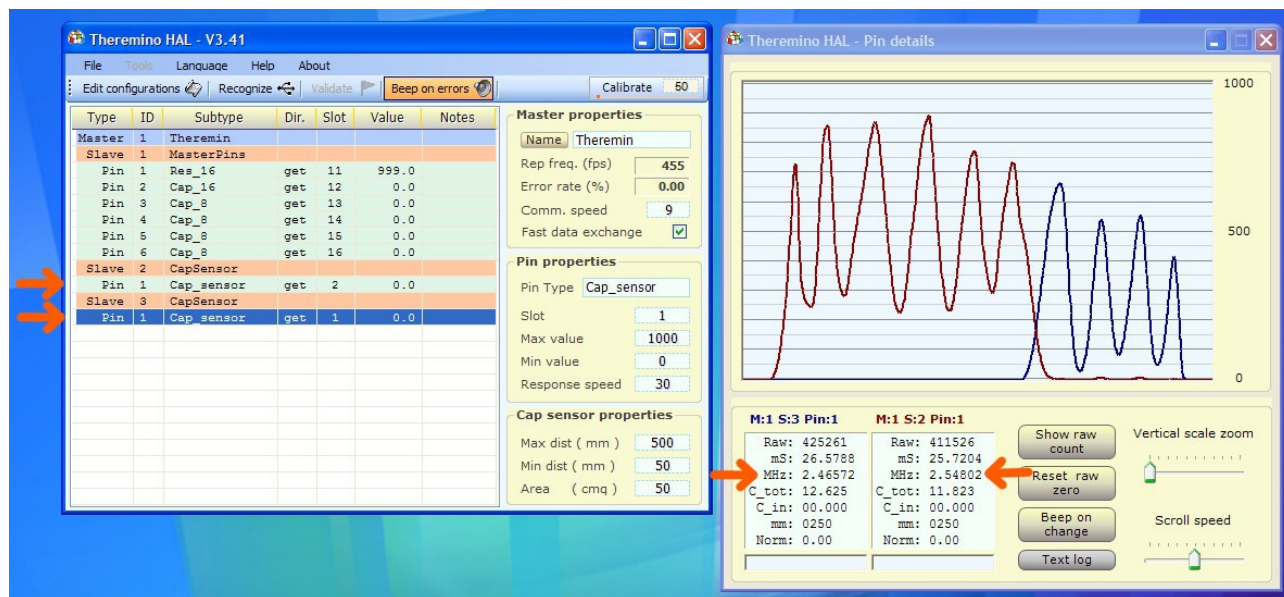 Theremino HAL - V3.41
File Tools Language Help About
Edit configurations Recognize Validate Beep on errors Calibrate 50
Type ID Subtype Dir. Slot Value Notes
Master 1 Theremin
Slave 1 MasterPins
Pin 1 Res_16 get 11 999.0
Pin 2 Cap_16 get 12 0.0
Pin 3 Cap_8 get 13 0.0
Pin 4 Cap_8 get 14 0.0
Pin 5 Cap_8 get 15 0.0
Pin 6 Cap_8 get 16 0.0
Slave 2 CapSensor
Pin 1 Cap_sensor get 2 0.0
Slave 3 CapSensor
Pin 1 Cap_sensor get 1 0.0
Master properties
Name Theremin
Rep freq. (fps) 455
Error rate (%) 0.00
Comm. speed 9
Fast data exchange
Pin properties
Pin Type Cap_sensor
Slot 1
Max value 1000
Min value 0
Response speed 30
Cap sensor properties
Max dist ( mm ) 500
Min dist ( mm ) 50
Area ( cmq ) 50
Theremino HAL - Pin details
1000
500
0
M:1 S:3 Pin:1
Raw: 425261
mS: 26.5788
MHz: 2.46572
C_tot: 12.625
C_in: 00.000
mm: 0250
Norm: 0.00
M:1 S:2 Pin:1
Raw: 411526
mS: 25.7204
MHz: 2.54802
C_tot: 11.823
C_in: 00.000
mm: 0250
Norm: 0.00
Show raw
count
Reset raw
zero
Beep on
change
Text log
Vertical scale zoom
Scroll speed